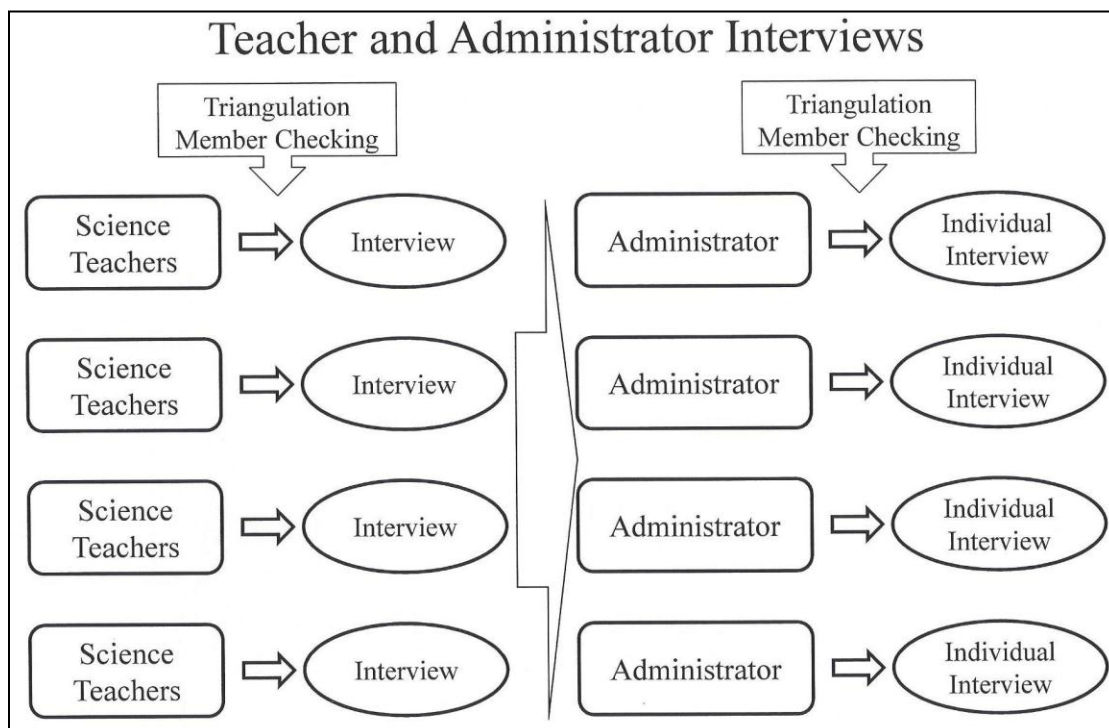 Teacher and Administrator Interviews
Triangulation
Member Checking
Triangulation
Member Checking
Science
Teachers
Interview
Administrator
Individual
Interview
Science
Teachers
Interview
Administrator
Individual
Interview
Science
Teachers
Interview
Administrator
Individual
Interview
Science
Teachers
Interview
Administrator
Individual
Interview